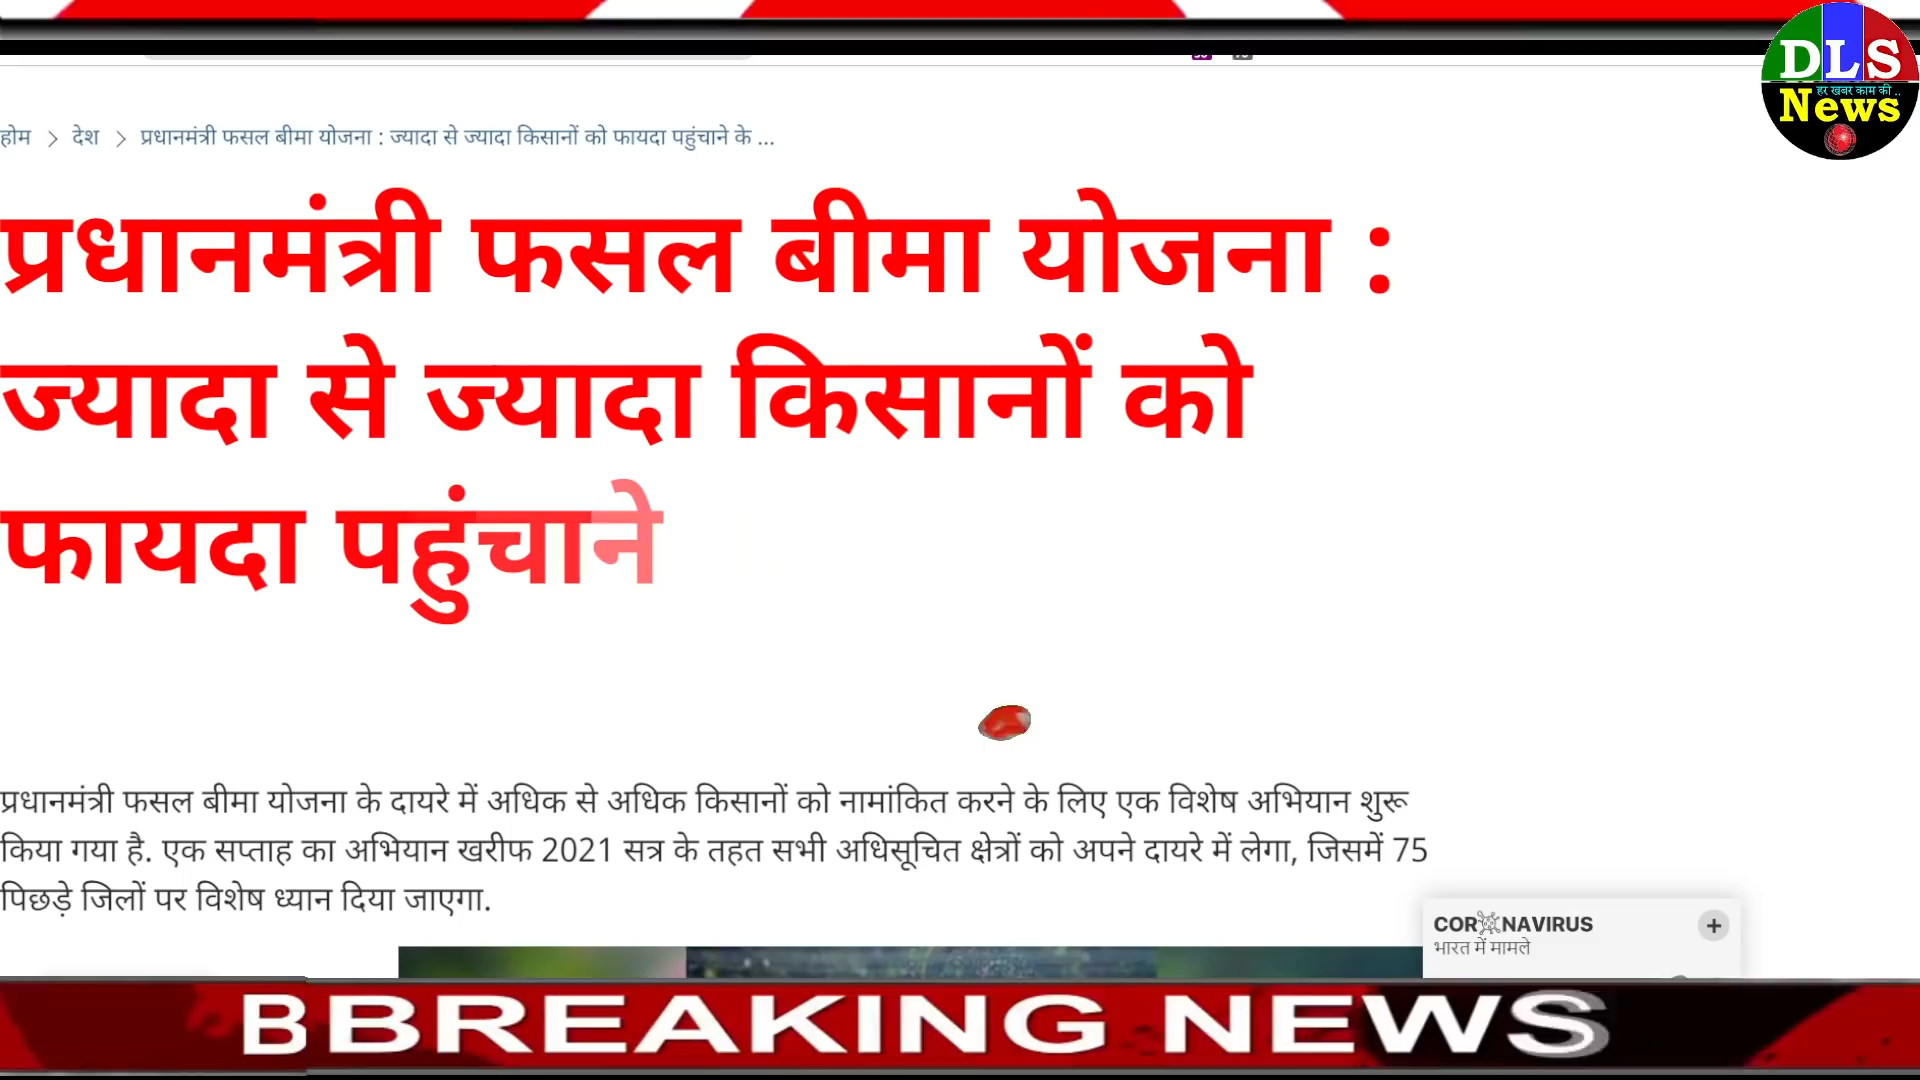 DLS
हर खबर काम की ..
News
होम > देश > प्रधानमंत्री फसल बीमा योजना : ज्यादा से ज्यादा किसानों को फायदा पहुंचाने के ...
प्रधानमंत्री फसल बीमा योजना :
ज्यादा से ज्यादा किसानों को
फायदा पहुंचाने
प्रधानमंत्री फसल बीमा योजना के दायरे में अधिक से अधिक किसानों को नामांकित करने के लिए एक विशेष अभियान शुरू
किया गया है. एक सप्ताह का अभियान खरीफ 2021 सत्र के तहत सभी अधिसूचित क्षेत्रों को अपने दायरे में लेगा, जिसमें 75
पिछड़े जिलों पर विशेष ध्यान दिया जाएगा.
CORONAVIRUS +
भारत में मामले
BBREAKING NEWS